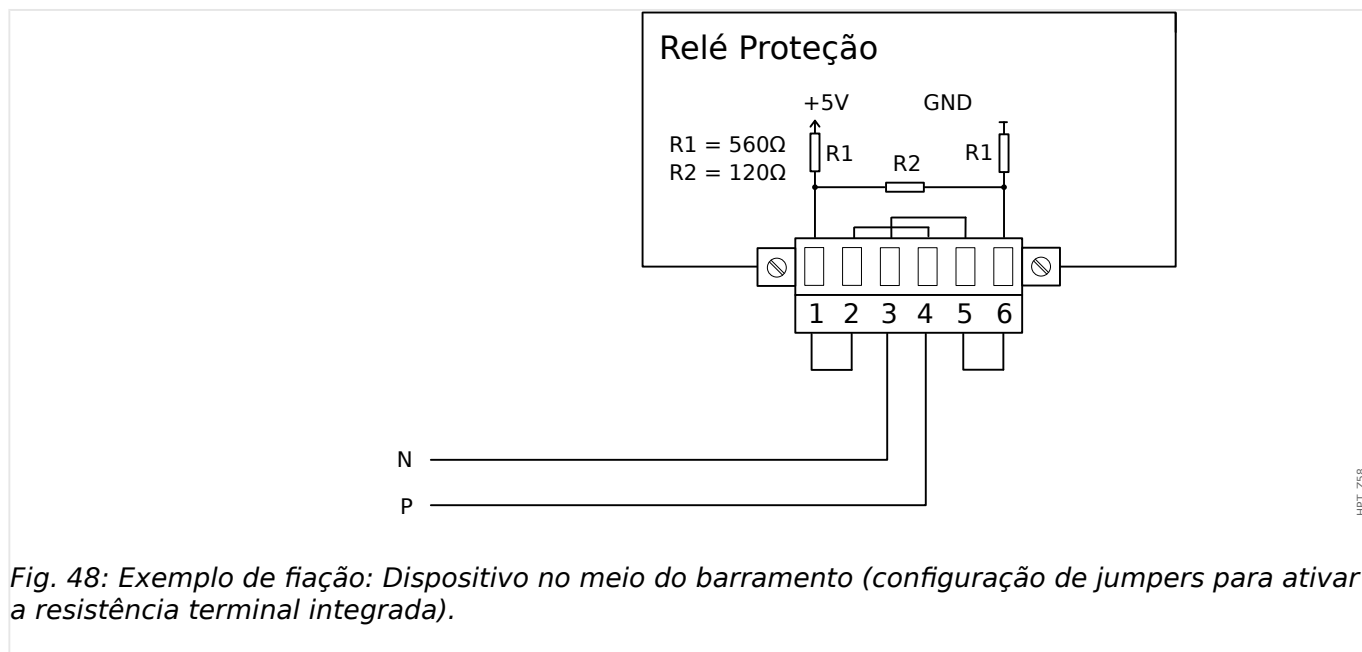 Relé Proteção
+5V
GND
R1 = 560Ω
R2 = 120Ω
R1
R2
R1
1 2 3 4 5 6
N
P
HPT_Z58
Fig. 48: Exemplo de fiação: Dispositivo no meio do barramento (configuração de jumpers para ativar
a resistência terminal integrada).